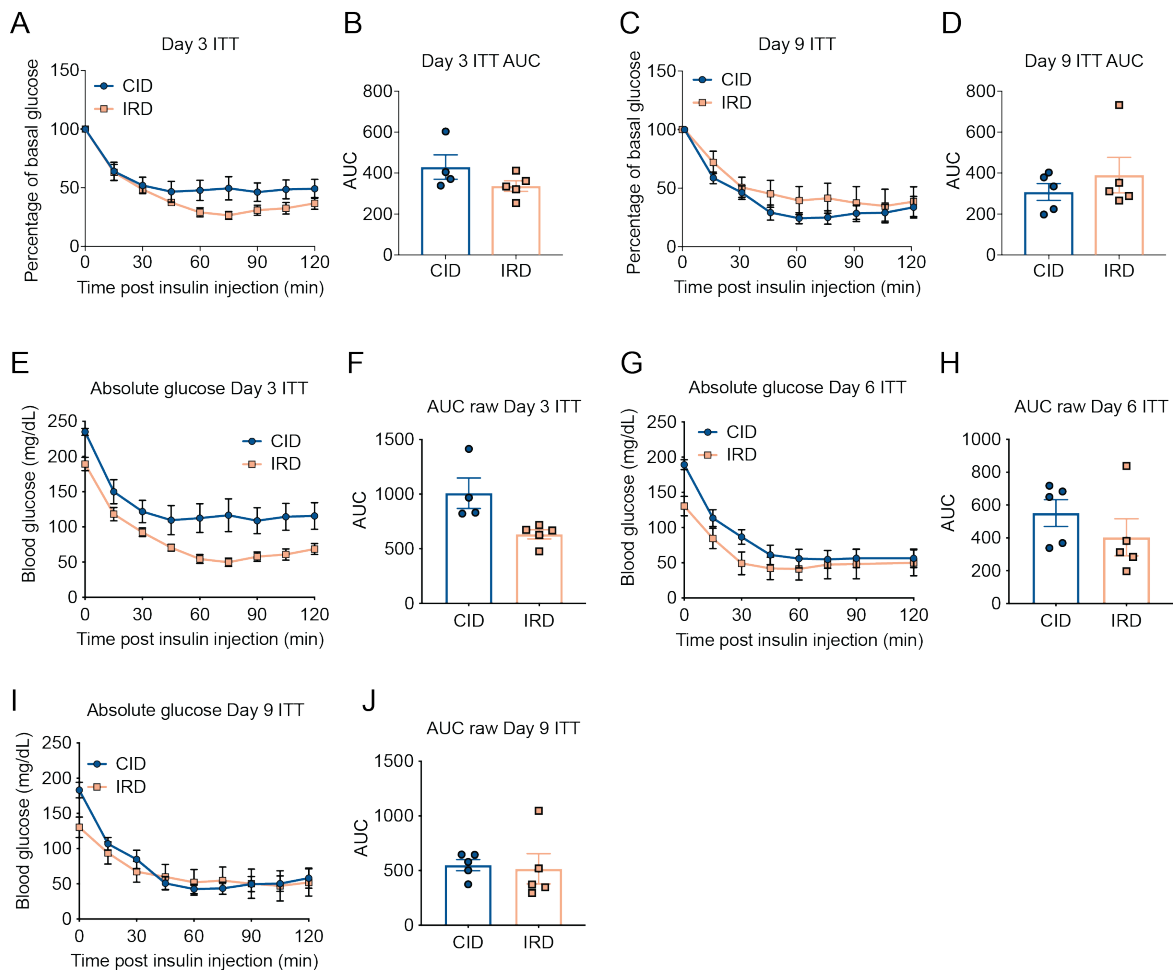 A
Day 3 ITT
Percentage of basal glucose
150
100
50
0
CID
IRD
0 30 60 90 120
Time post insulin injection (min)
B
Day 3 ITT AUC
AUC
800
600
400
200
0
CID IRD
C
Day 9 ITT
Percentage of basal glucose
150
100
50
0
CID
IRD
0 30 60 90 120
Time post insulin injection (min)
D
Day 9 ITT AUC
AUC
800
600
400
200
0
CID IRD
E
Absolute glucose Day 3 ITT
Blood glucose (mg/dL)
250
200
150
100
50
0
CID
IRD
0 30 60 90 120
Time post insulin injection (min)
F
AUC raw Day 3 ITT
AUC
1500
1000
500
0
CID IRD
G
Absolute glucose Day 6 ITT
Blood glucose (mg/dL)
250
200
150
100
50
0
CID
IRD
0 30 60 90 120
Time post insulin injection (min)
H
AUC raw Day 6 ITT
AUC
1000
800
600
400
200
0
CID IRD
I
Absolute glucose Day 9 ITT
Blood glucose (mg/dL)
250
200
150
100
50
0
CID
IRD
0 30 60 90 120
Time post insulin injection (min)
J
AUC raw Day 9 ITT
AUC
1500
1000
500
0
CID IRD